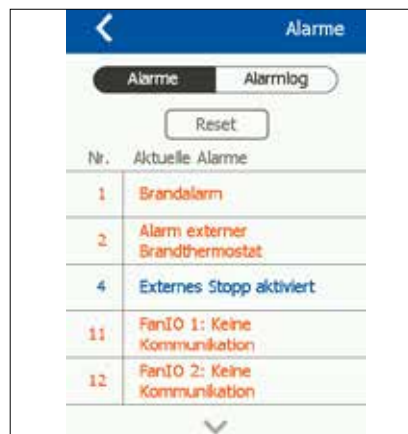 Alarme
Alarme Alarmlog
Reset
Nr. Aktuelle Alarme
1 Brandalarm
2 Alarm externer
Brandthermostat
4 Externes Stopp aktiviert
11 FanIO 1: Keine
Kommunikation
12 FanIO 2: Keine
Kommunikation